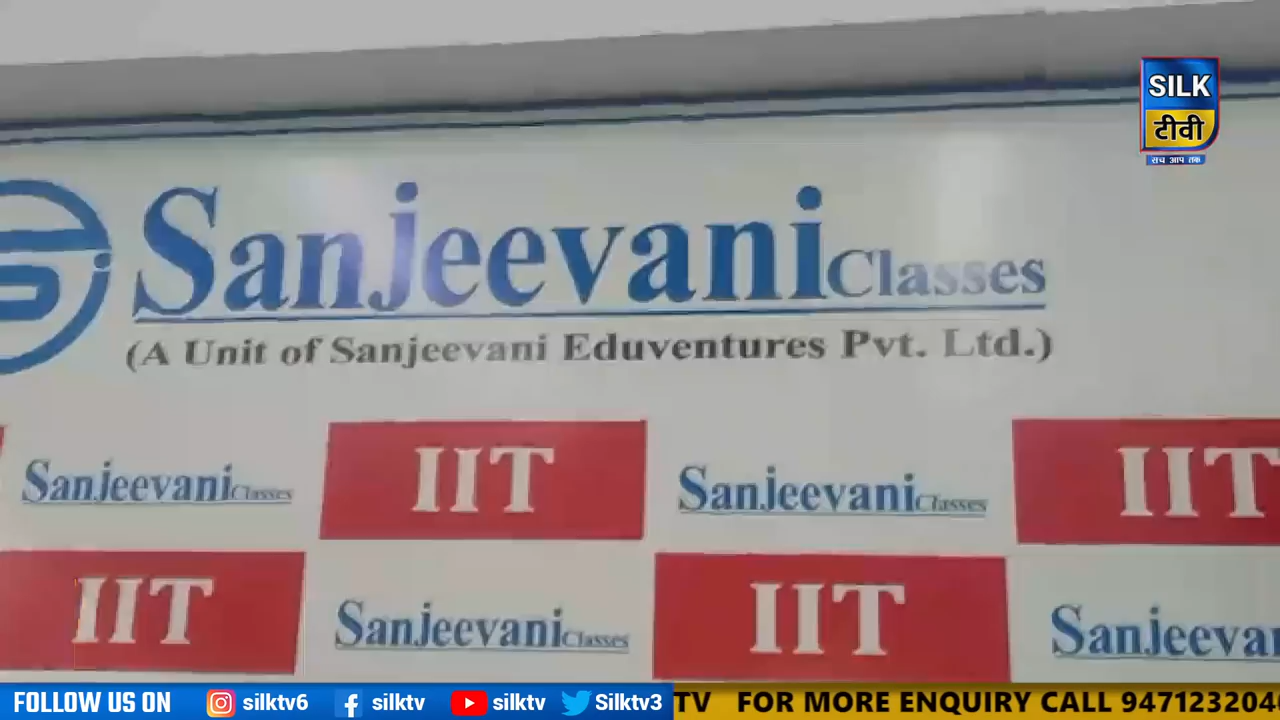 SILK
टीवी
सच आप तक
Sanjeevani Classes
(A Unit of Sanjeevani Eduventures Pvt. Ltd.)
Sanjeevani Classes IIT Sanjeevani Classes IIT
IIT Sanjeevani Classes IIT
FOLLOW US ON silktv6 silktv silktv Silktv3 TV FOR MORE ENQUIRY CALL